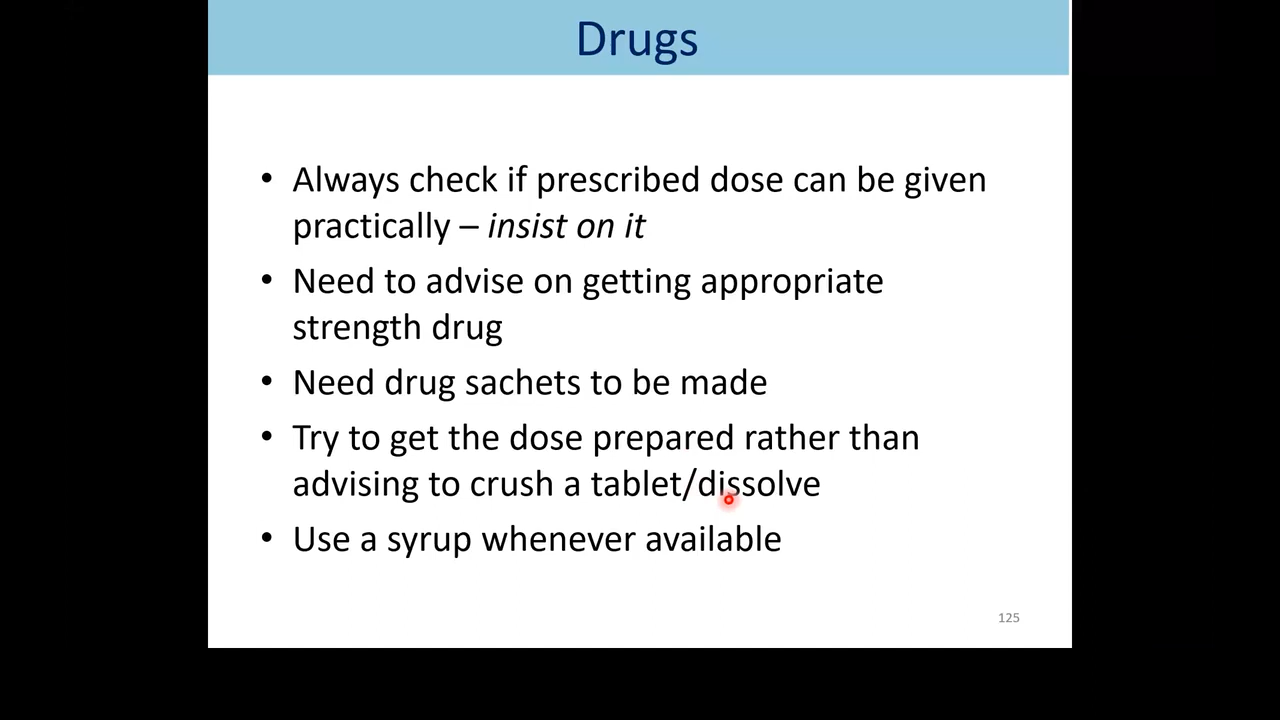 Drugs
• Always check if prescribed dose can be given
practically – insist on it
• Need to advise on getting appropriate
strength drug
• Need drug sachets to be made
• Try to get the dose prepared rather than
advising to crush a tablet/dissolve
• Use a syrup whenever available
125